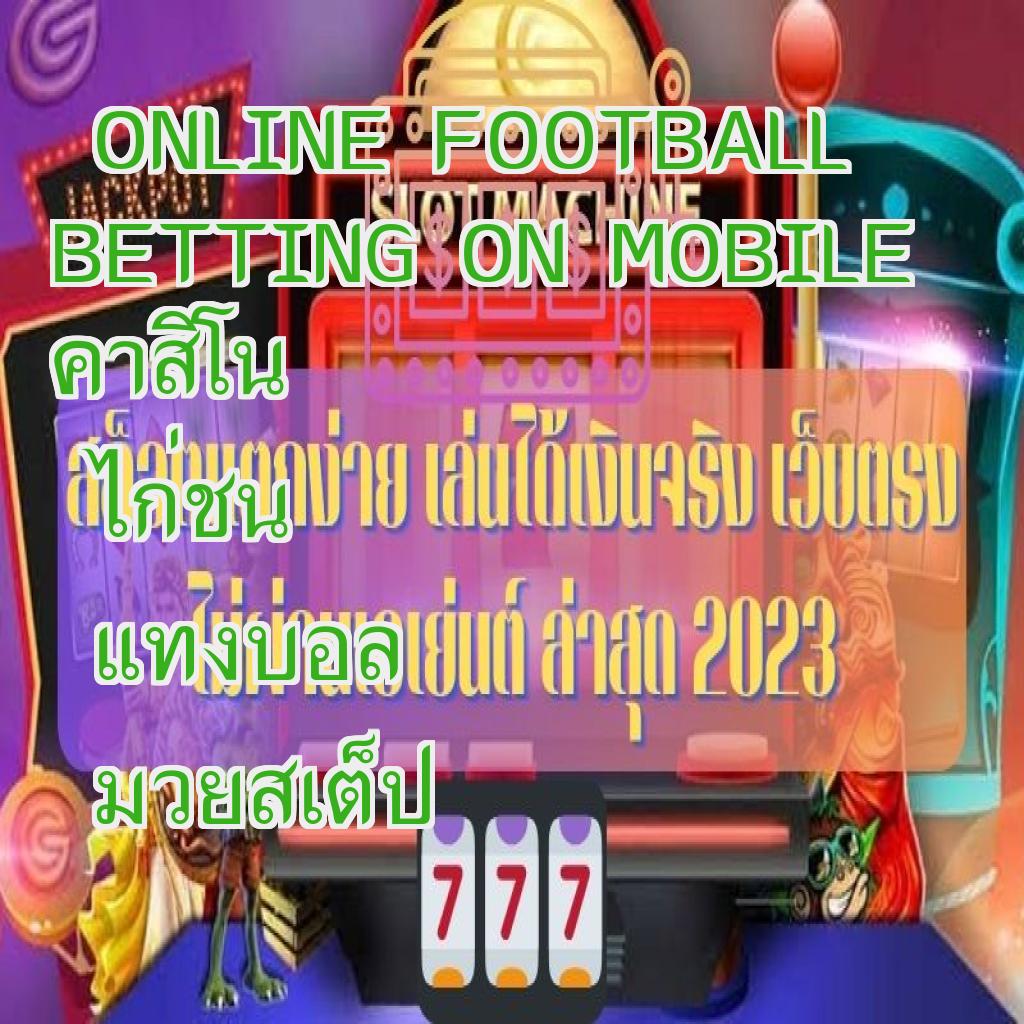 JACKPOT
SLOT MACHINE
ONLINE FOOTBALL
BETTING ON MOBILE
คาสิโน
สล็อตแตกง่าย เล่นได้เงินจริง เว็บตรง
ไก่ชน
ไม่ผ่านเอเย่นต์ ล่าสุด 2023
แทงบอล
มวยสเต็ป
777